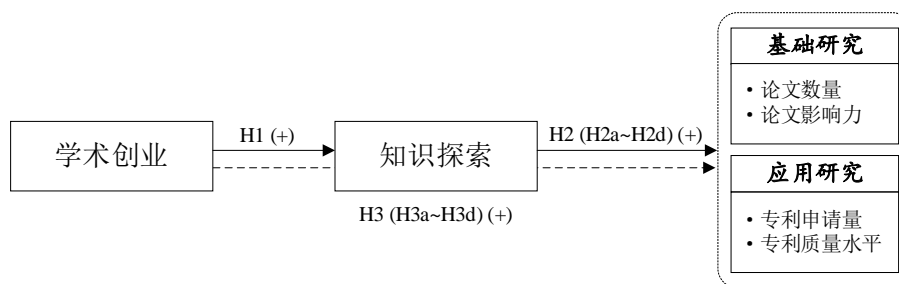 基础研究
• 论文数量
• 论文影响力
学术创业
H1 (+)
知识探索
H2 (H2a~H2d) (+)
H3 (H3a~H3d) (+)
应用研究
• 专利申请量
• 专利质量水平